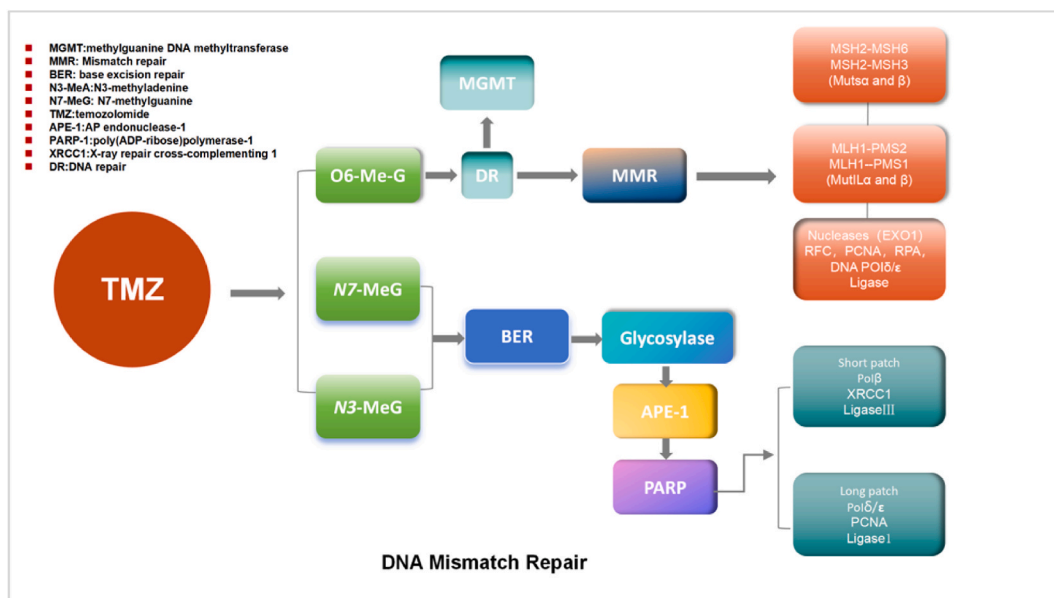 MGMT:methylguanine DNA methyltransferase
MMR: Mismatch repair
BER: base excision repair
N3-MeA:N3-methyladenine
N7-MeG: N7-methylguanine
TMZ:temozolomide
APE-1:AP endonuclease-1
PARP-1:poly(ADP-ribose)polymerase-1
XRCC1:X-ray repair cross-complementing 1
DR:DNA repair
TMZ
O6-Me-G
N7-MeG
N3-MeG
MGMT
DR
MMR
MSH2-MSH6
MSH2-MSH3
(Mutsα and β)
MLH1-PMS2
MLH1--PMS1
(MutlLα and β)
Nucleases (EXO1)
RFC, PCNA, RPA,
DNA POlδ/ε
Ligase
BER
Glycosylase
APE-1
PARP
Short patch
Polβ
XRCC1
LigaseⅢ
Long patch
Polδ/ε
PCNA
LigaseⅠ
DNA Mismatch Repair